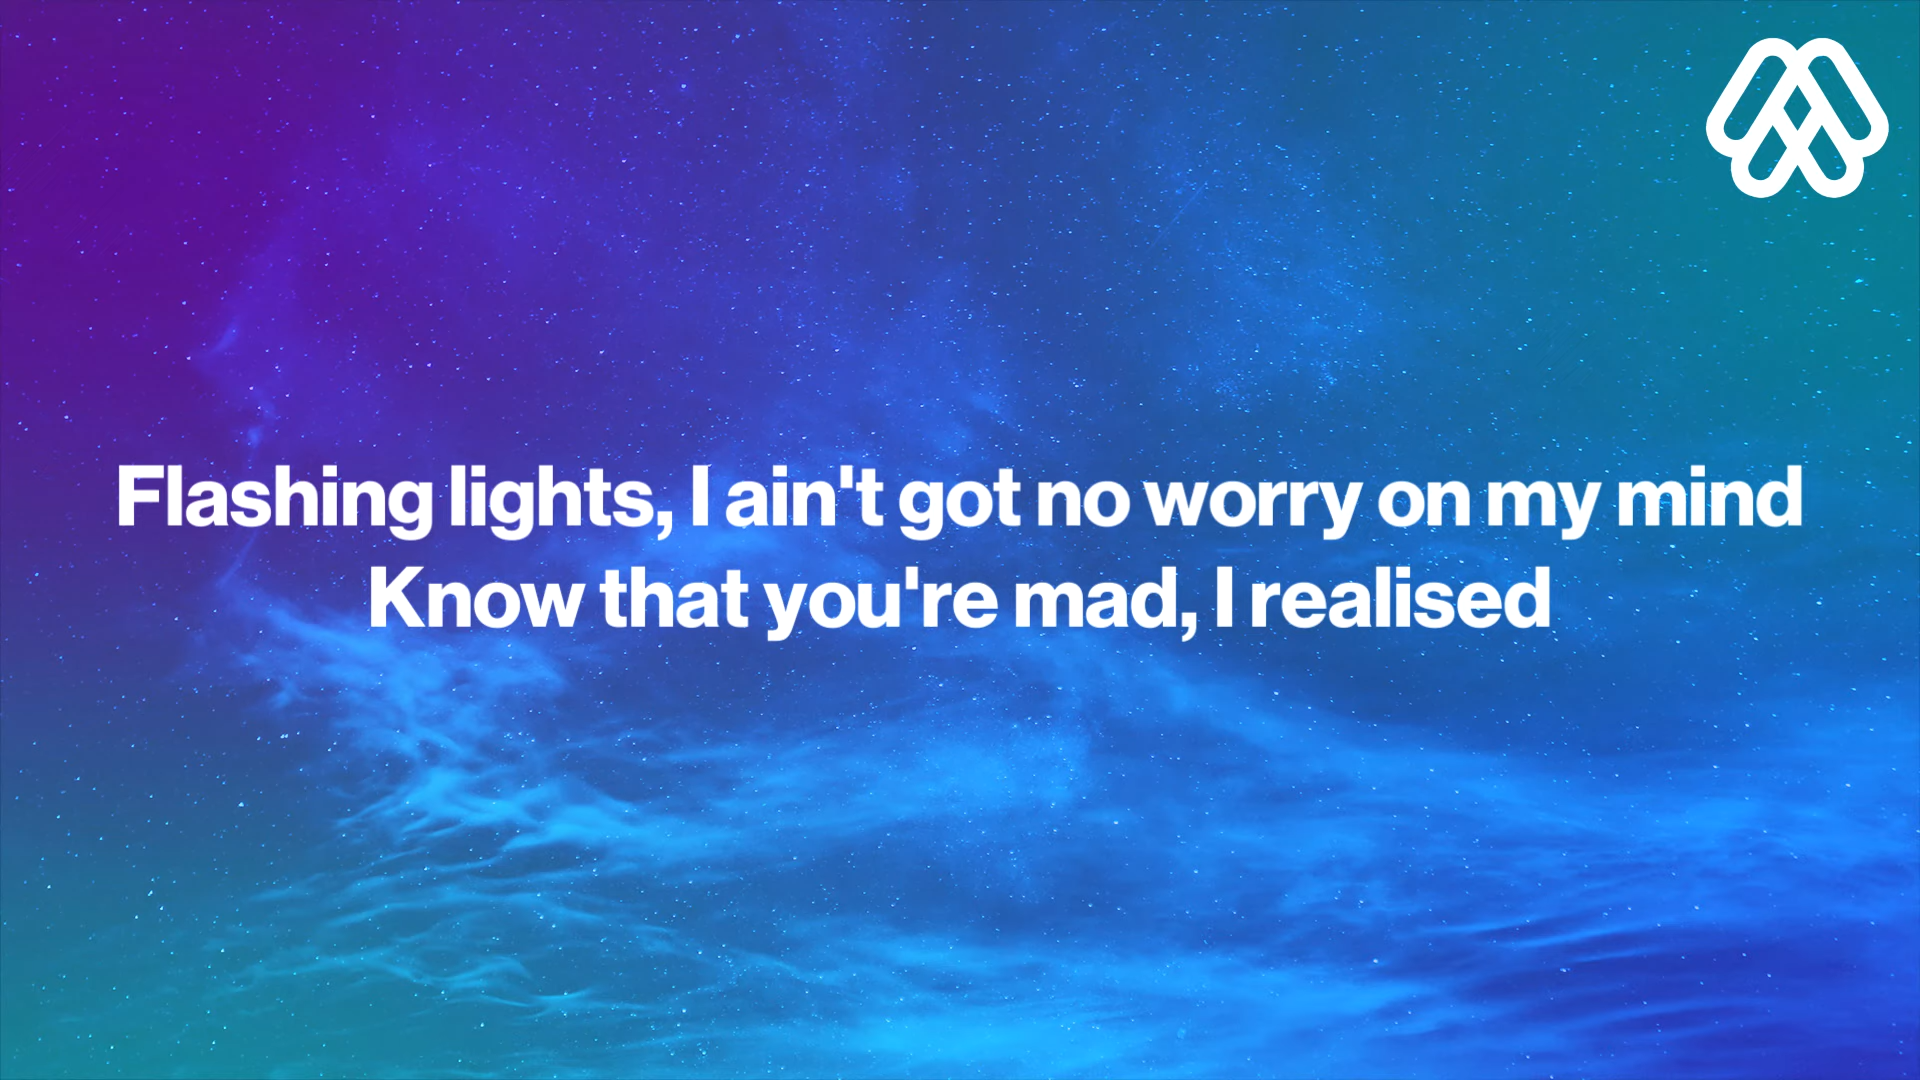 Flashing lights, I ain't got no worry on my mind
Know that you're mad, I realised